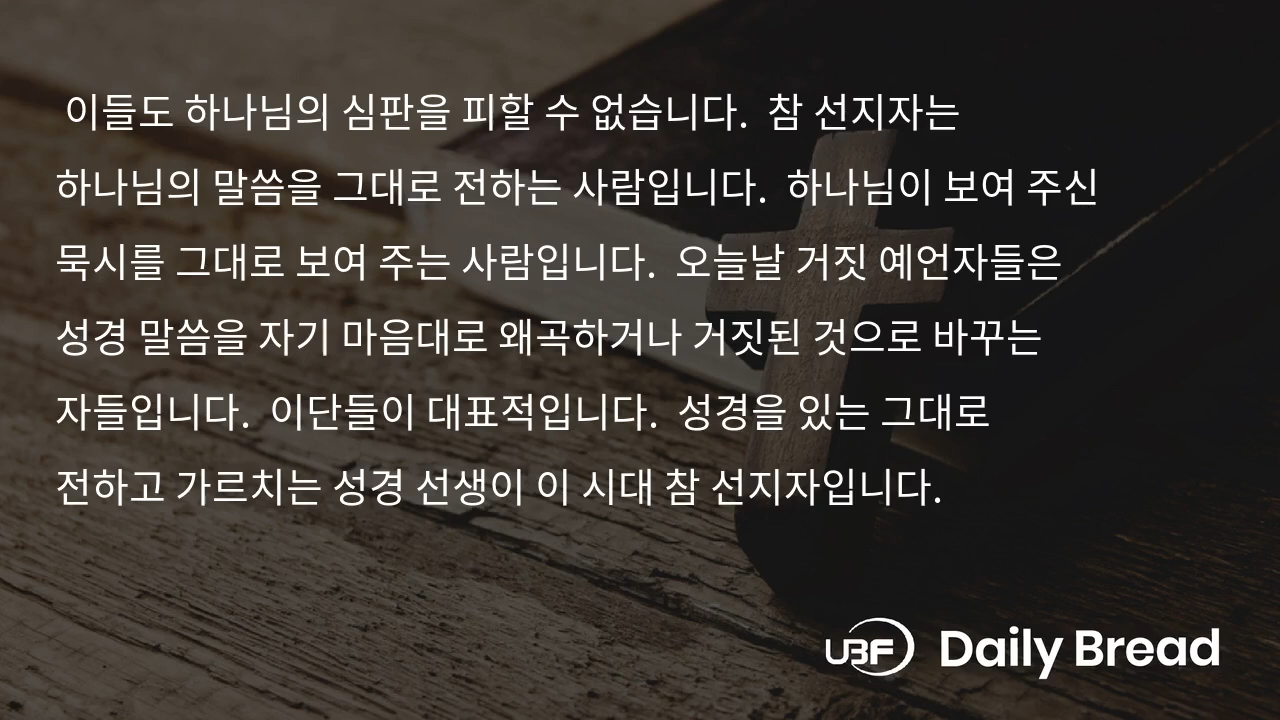 이들도 하나님의 심판을 피할 수 없습니다. 참 선지자는
하나님의 말씀을 그대로 전하는 사람입니다. 하나님이 보여 주신
묵시를 그대로 보여 주는 사람입니다. 오늘날 거짓 예언자들은
성경 말씀을 자기 마음대로 왜곡하거나 거짓된 것으로 바꾸는
자들입니다. 이단들이 대표적입니다. 성경을 있는 그대로
전하고 가르치는 성경 선생이 이 시대 참 선지자입니다.
UBF Daily Bread